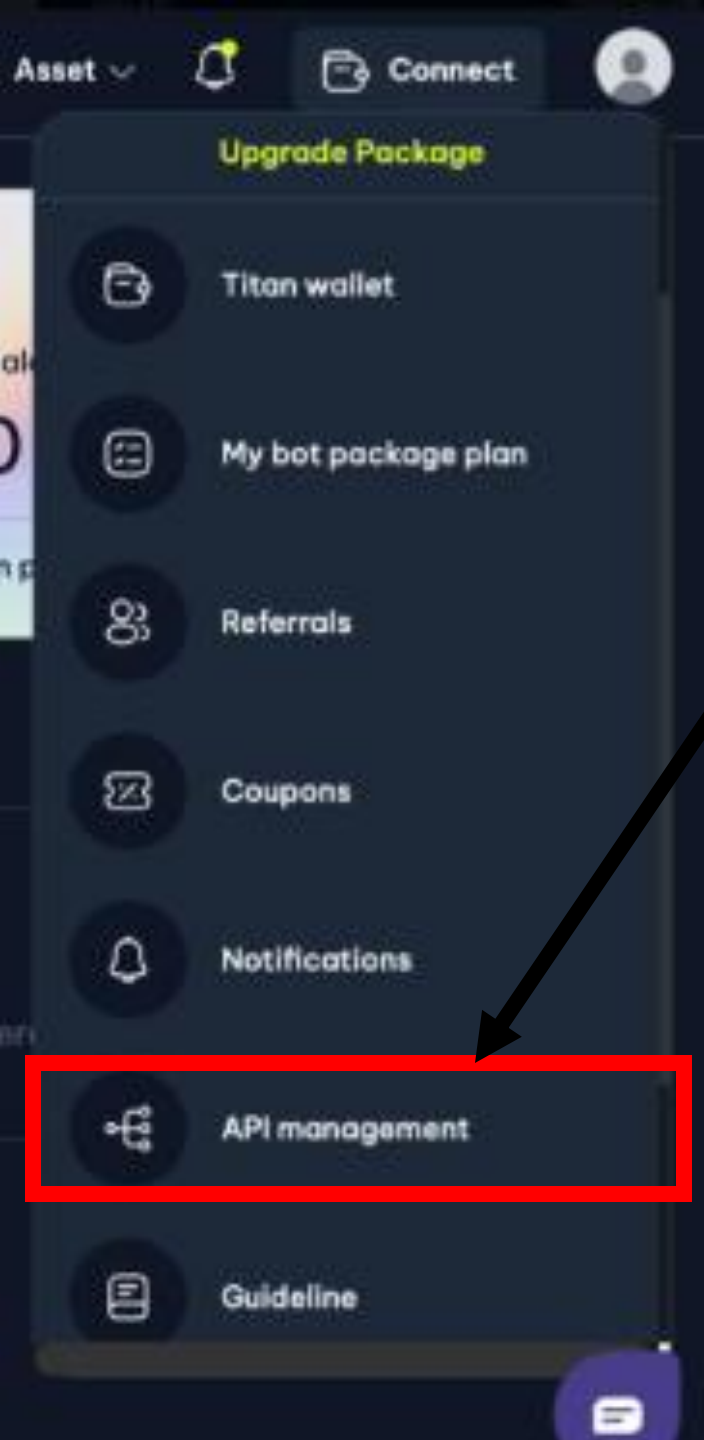 Asset
Connect
Upgrade Package
Titan wallet
My bot package plan
Referrals
Coupons
Notifications
API management
Guideline